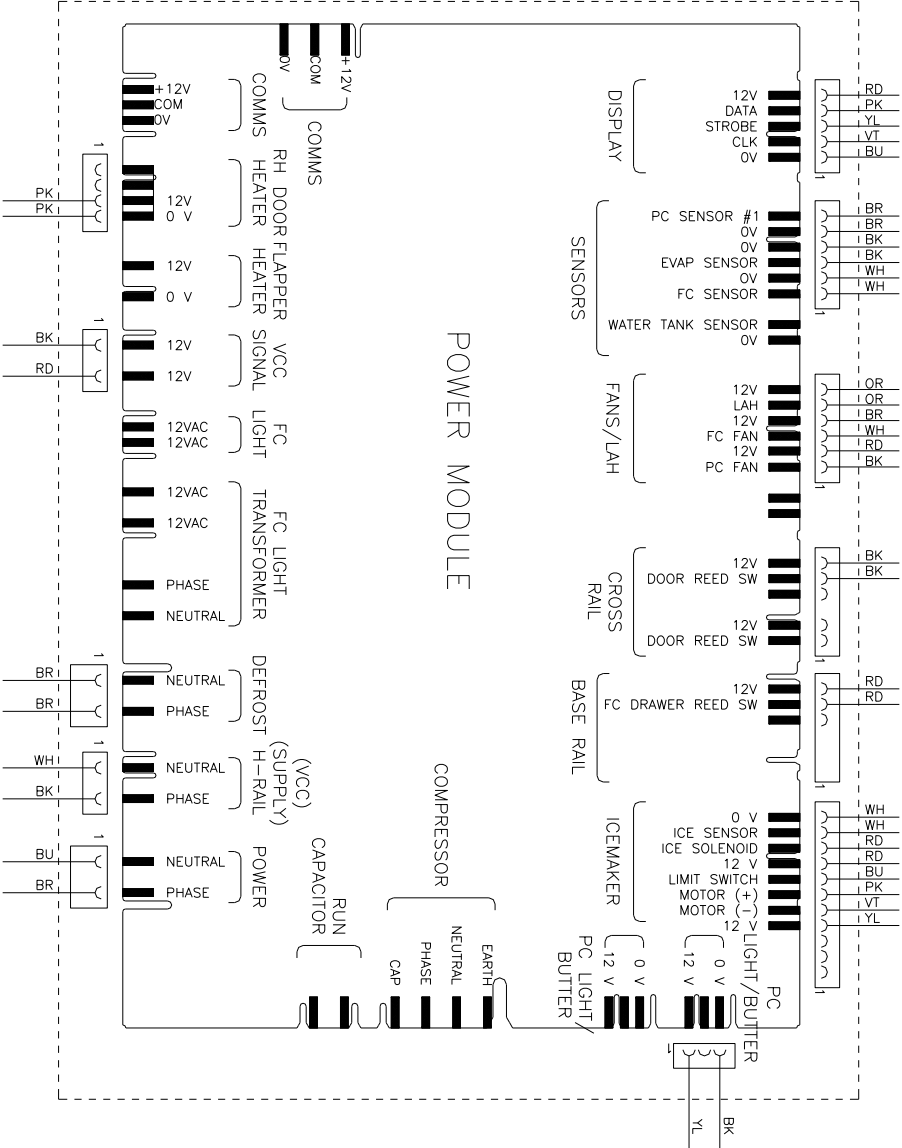 0V
COM
+12V
COMMS
+12V
COM
0V
COMMS
1
PK
PK
12V
0 V
RH DOOR
HEATER
12V
0 V
FLAPPER
HEATER
1
BK
RD
12V
12V
VCC
SIGNAL
12VAC
12VAC
FC
LIGHT
12VAC
12VAC
PHASE
NEUTRAL
FC LIGHT
TRANSFORMER
1
BR
BR
NEUTRAL
PHASE
DEFROST
1
WH
BK
NEUTRAL
PHASE
(VCC)
(SUPPLY)
H-RAIL
1
BU
BR
NEUTRAL
PHASE
POWER
POWER MODULE
RUN
CAPACITOR
COMPRESSOR
CAP
PHASE
NEUTRAL
EARTH
DISPLAY
12V
DATA
STROBE
CLK
0V
RD
PK
YL
VT
BU
1
SENSORS
PC SENSOR #1
0V
0V
EVAP SENSOR
0V
FC SENSOR
WATER TANK SENSOR
0V
BR
BR
BK
BK
WH
WH
1
FANS/LAH
12V
LAH
12V
FC FAN
12V
PC FAN
OR
OR
BR
WH
RD
BK
1
CROSS
RAIL
12V
DOOR REED SW
12V
DOOR REED SW
BK
BK
1
BASE RAIL
12V
FC DRAWER REED SW
RD
RD
1
ICEMAKER
0 V
ICE SENSOR
ICE SOLENOID
12 V
LIMIT SWITCH
MOTOR (+)
MOTOR (-)
12 V
WH
WH
RD
RD
BU
PK
VT
YL
1
PC LIGHT/
BUTTER
12 V
0 V
12 V
0 V
PC
LIGHT/BUTTER
1
YL
BK